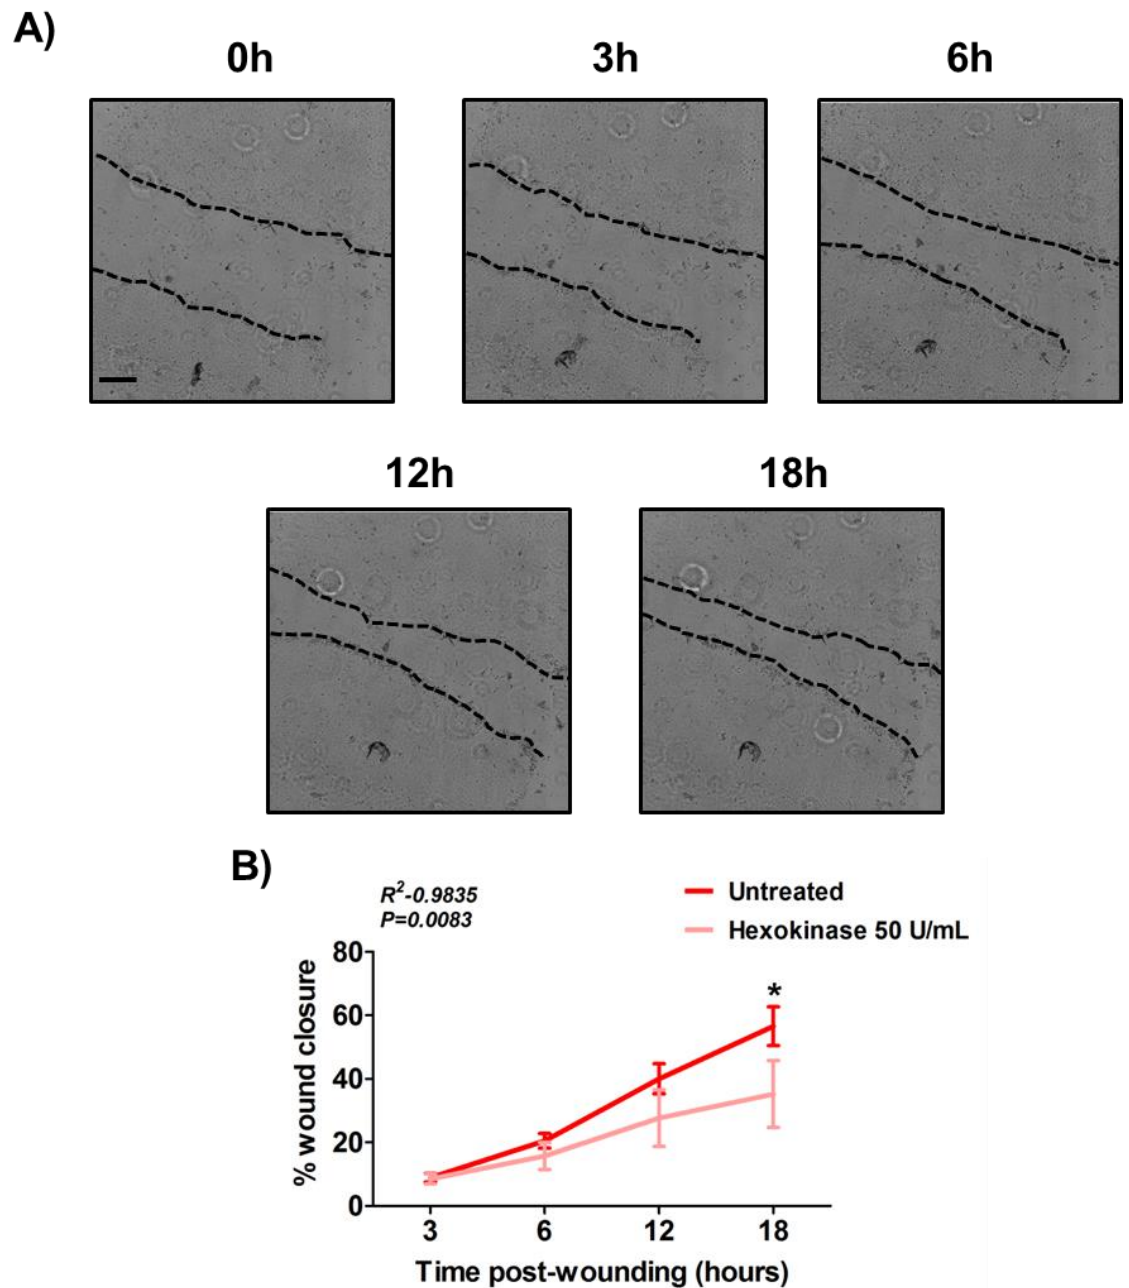 A)
0h 3h 6h
12h 18h
B)
R²-0.9835
P=0.0083
Untreated
Hexokinase 50 U/mL
80
60
40
20
0
% wound closure
*
3 6 12 18
Time post-wounding (hours)